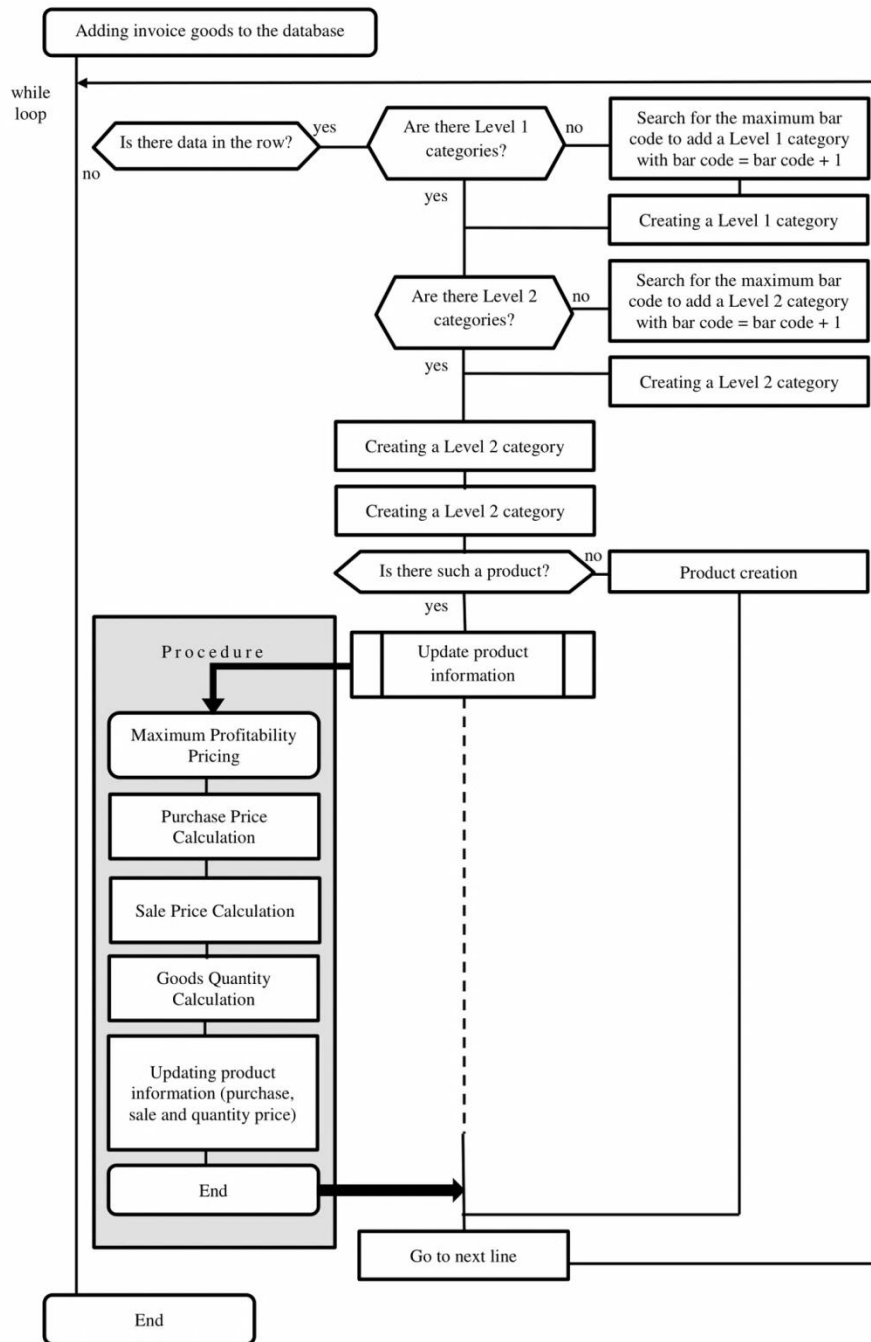 Adding invoice goods to the database
while
loop
Is there data in the row?
yes
no
Are there Level 1
categories?
no
yes
Search for the maximum bar
code to add a Level 1 category
with bar code = bar code + 1
Creating a Level 1 category
Are there Level 2
categories?
no
yes
Search for the maximum bar
code to add a Level 2 category
with bar code = bar code + 1
Creating a Level 2 category
Creating a Level 2 category
Creating a Level 2 category
Is there such a product?
no
yes
Product creation
Update product
information
Procedure
Maximum Profitability
Pricing
Purchase Price
Calculation
Sale Price Calculation
Goods Quantity
Calculation
Updating product
information (purchase,
sale and quantity price)
End
Go to next line
End